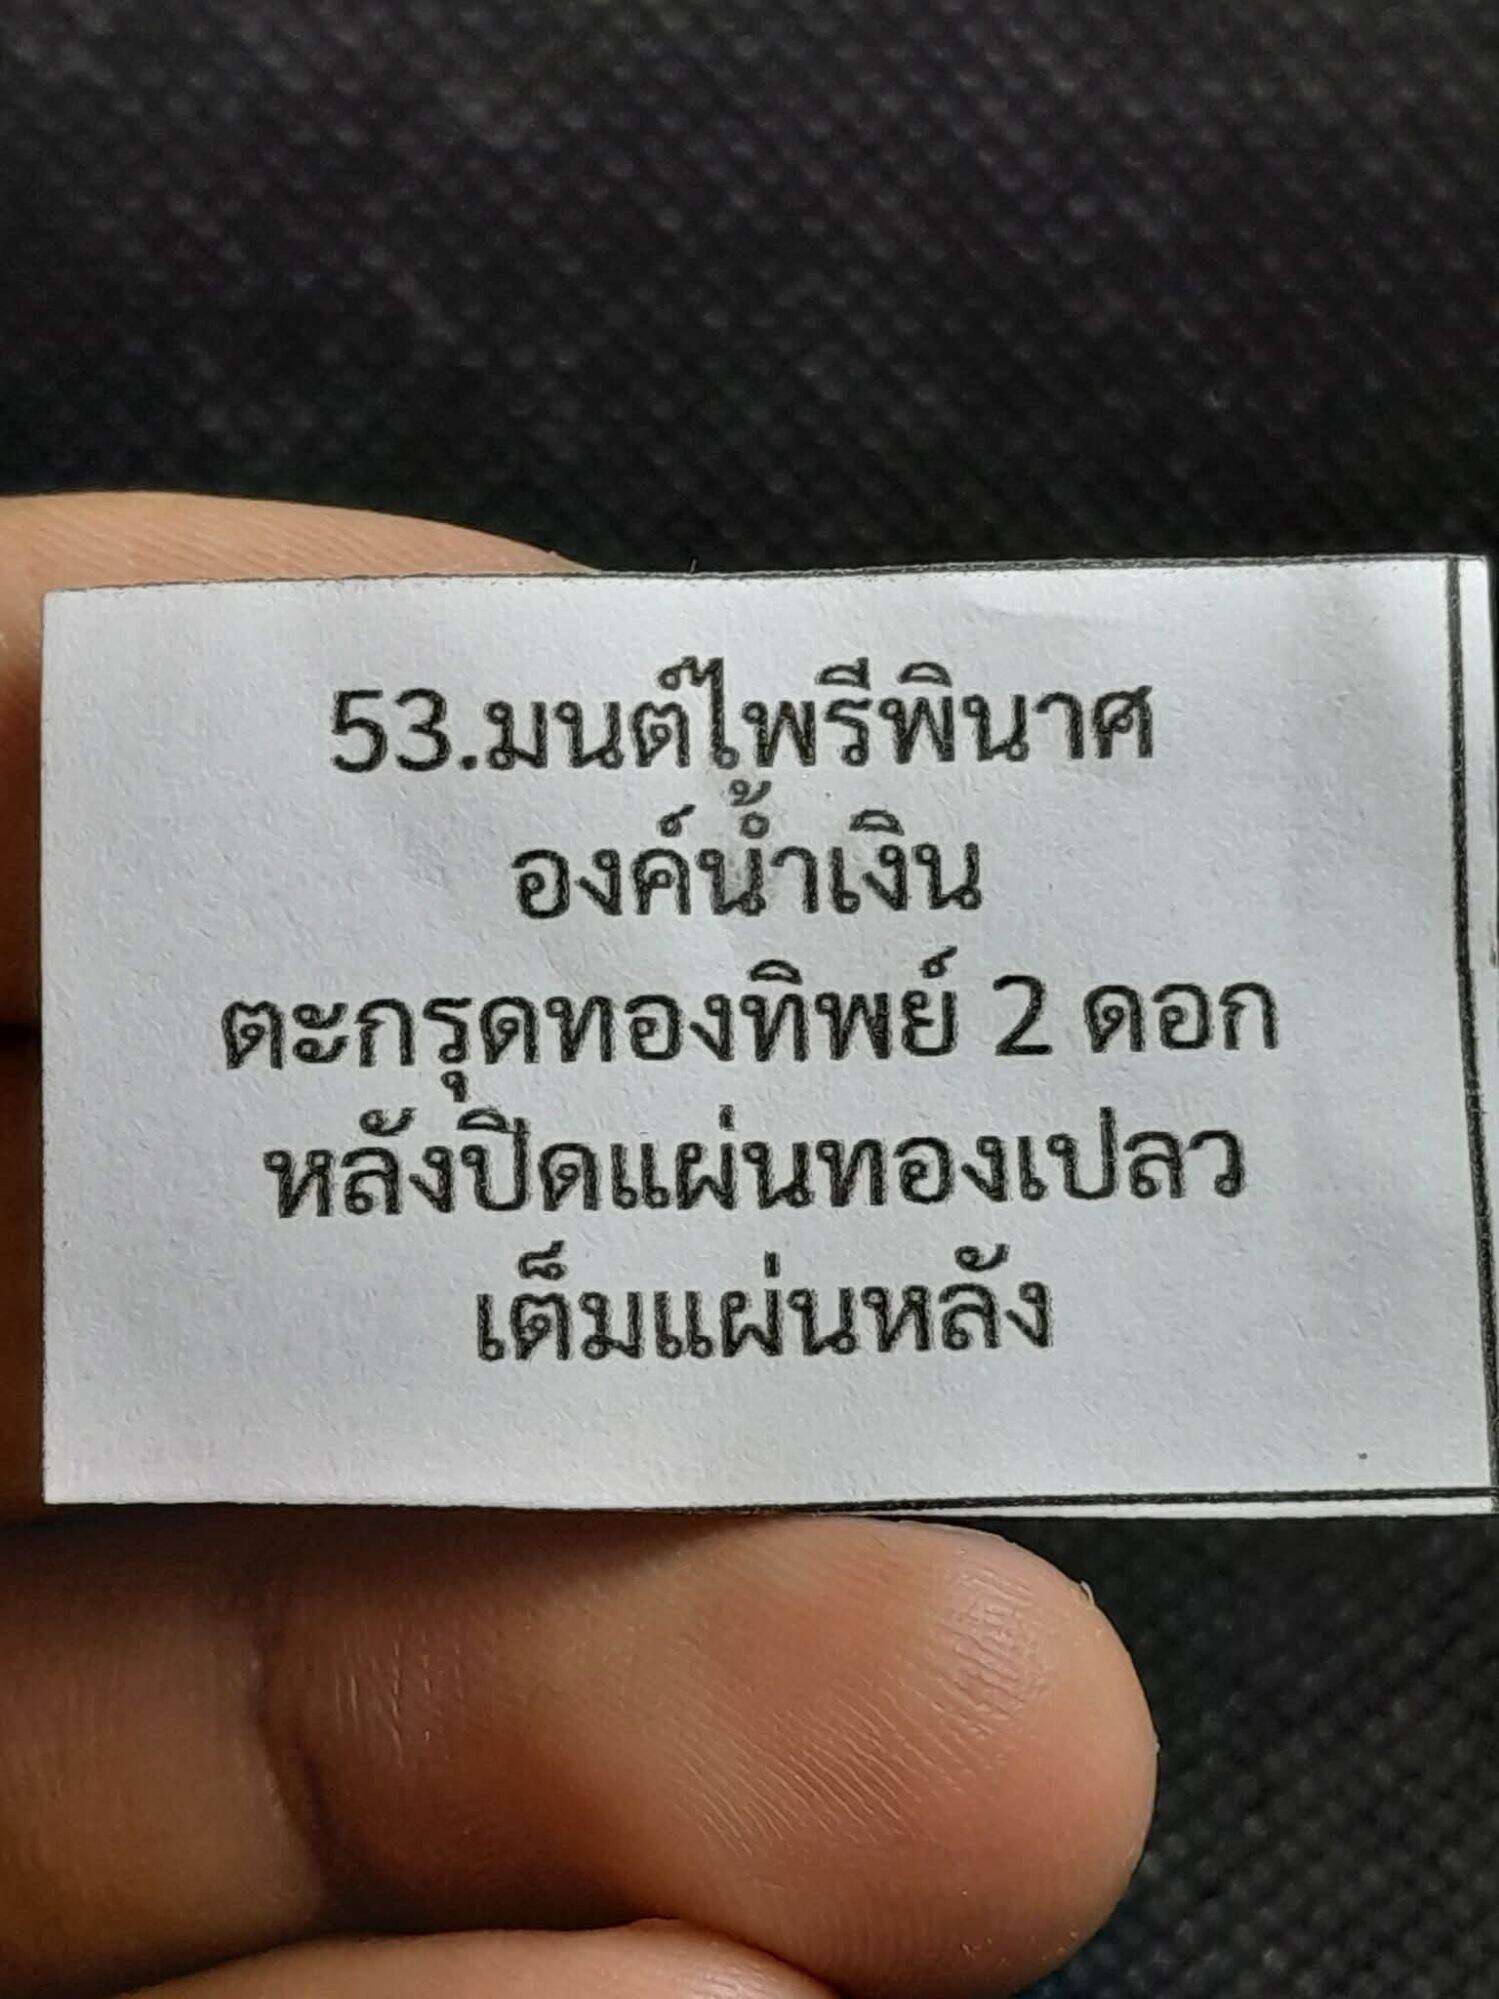 53.มนต์ไพรีพินาศ
องค์น้ำเงิน
ตะกรุดทองทิพย์ 2 ดอก
หลังปิดแผ่นทองเปลว
เต็มแผ่นหลัง